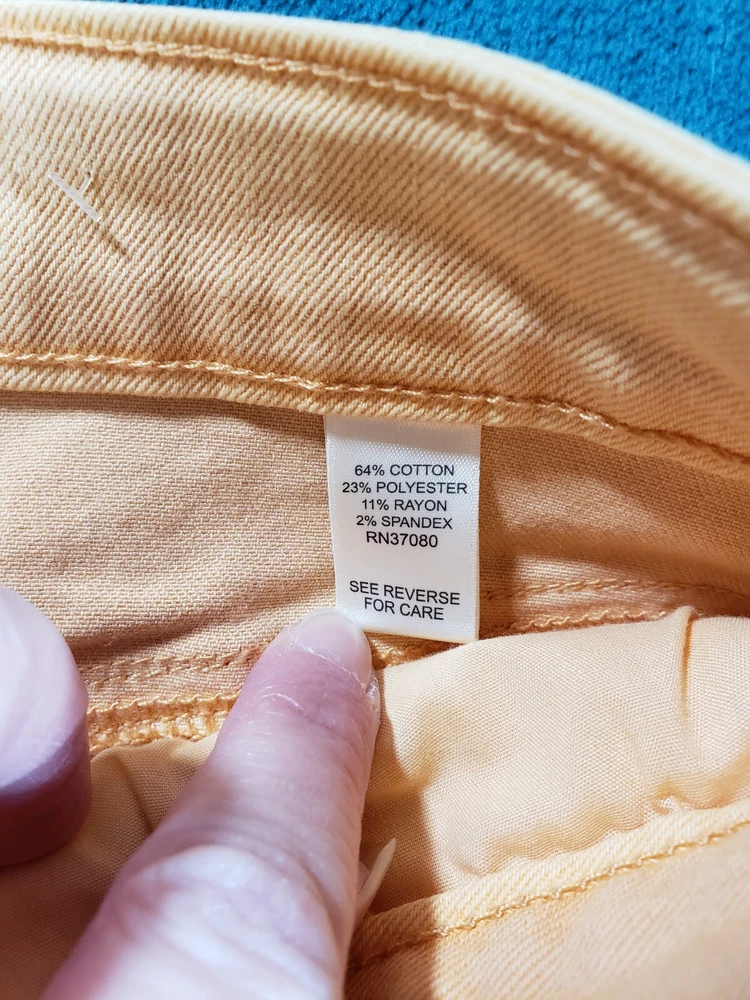 64% COTTON
23% POLYESTER
11% RAYON
2% SPANDEX
RN37080
SEE REVERSE
FOR CARE